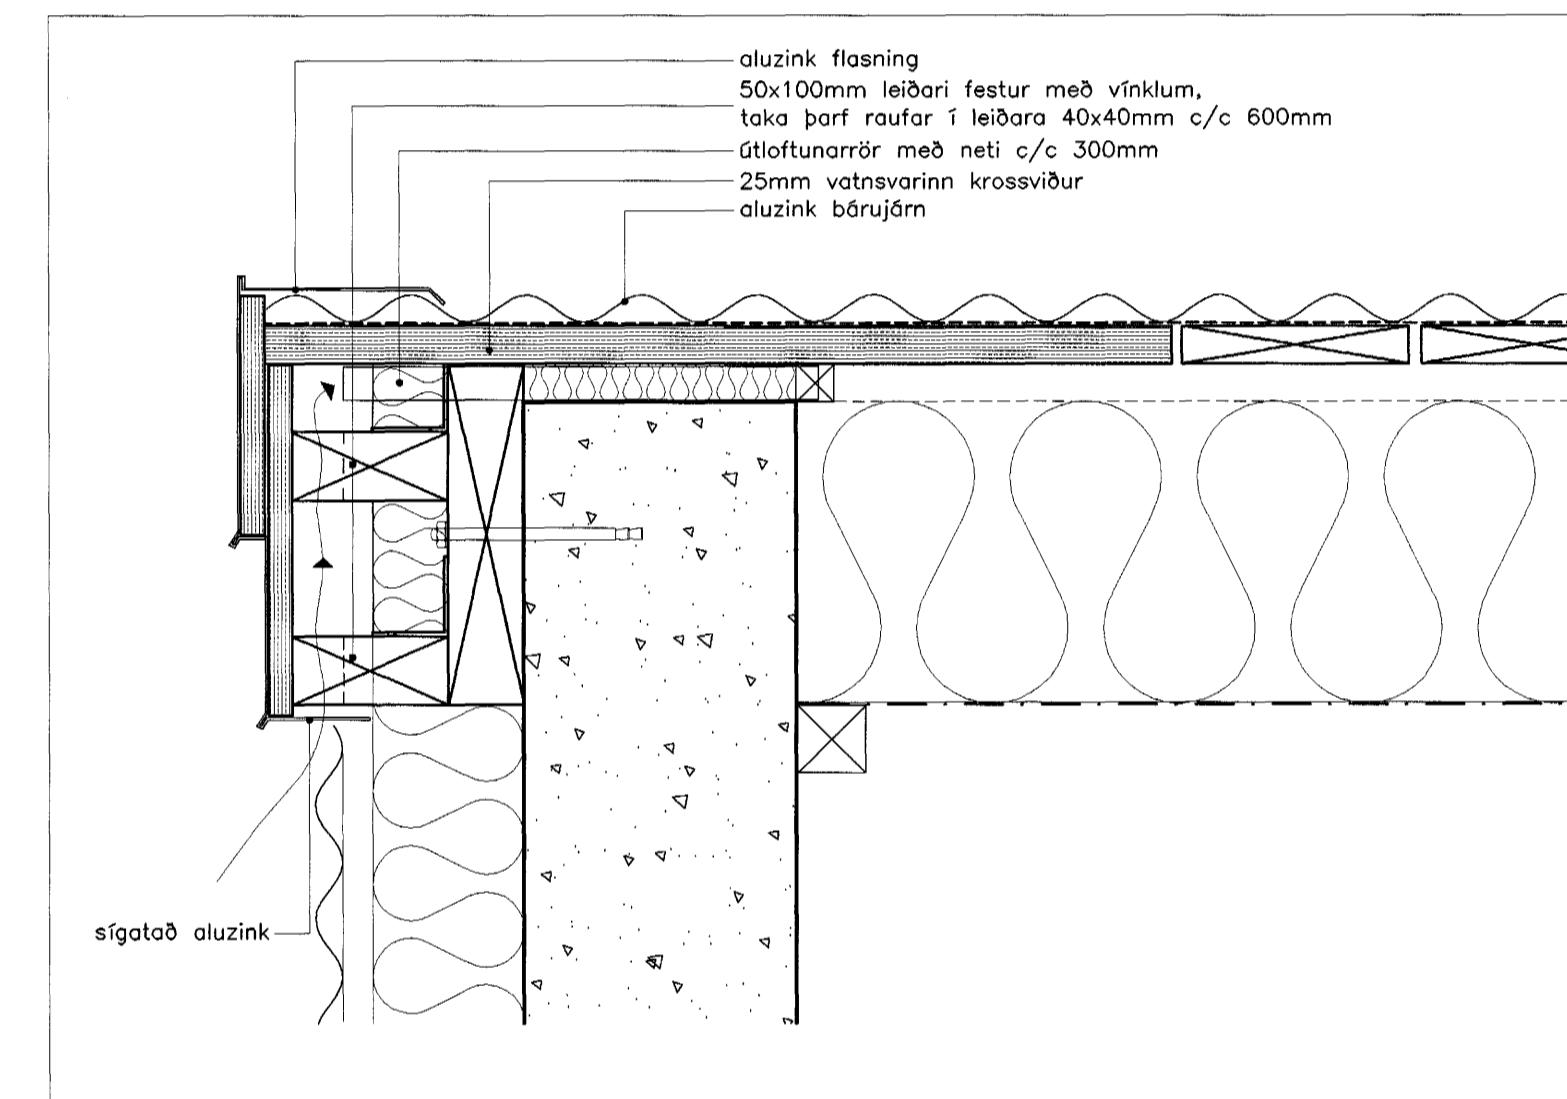 aluzink flasning
50x100mm leiðari festur með vínklum,
taka þarf raufar í leiðara 40x40mm c/c 600mm
útloftunarrör með neti c/c 300mm
25mm vatnsvarinn krossviður
aluzink bárujárn
sígatað aluzink